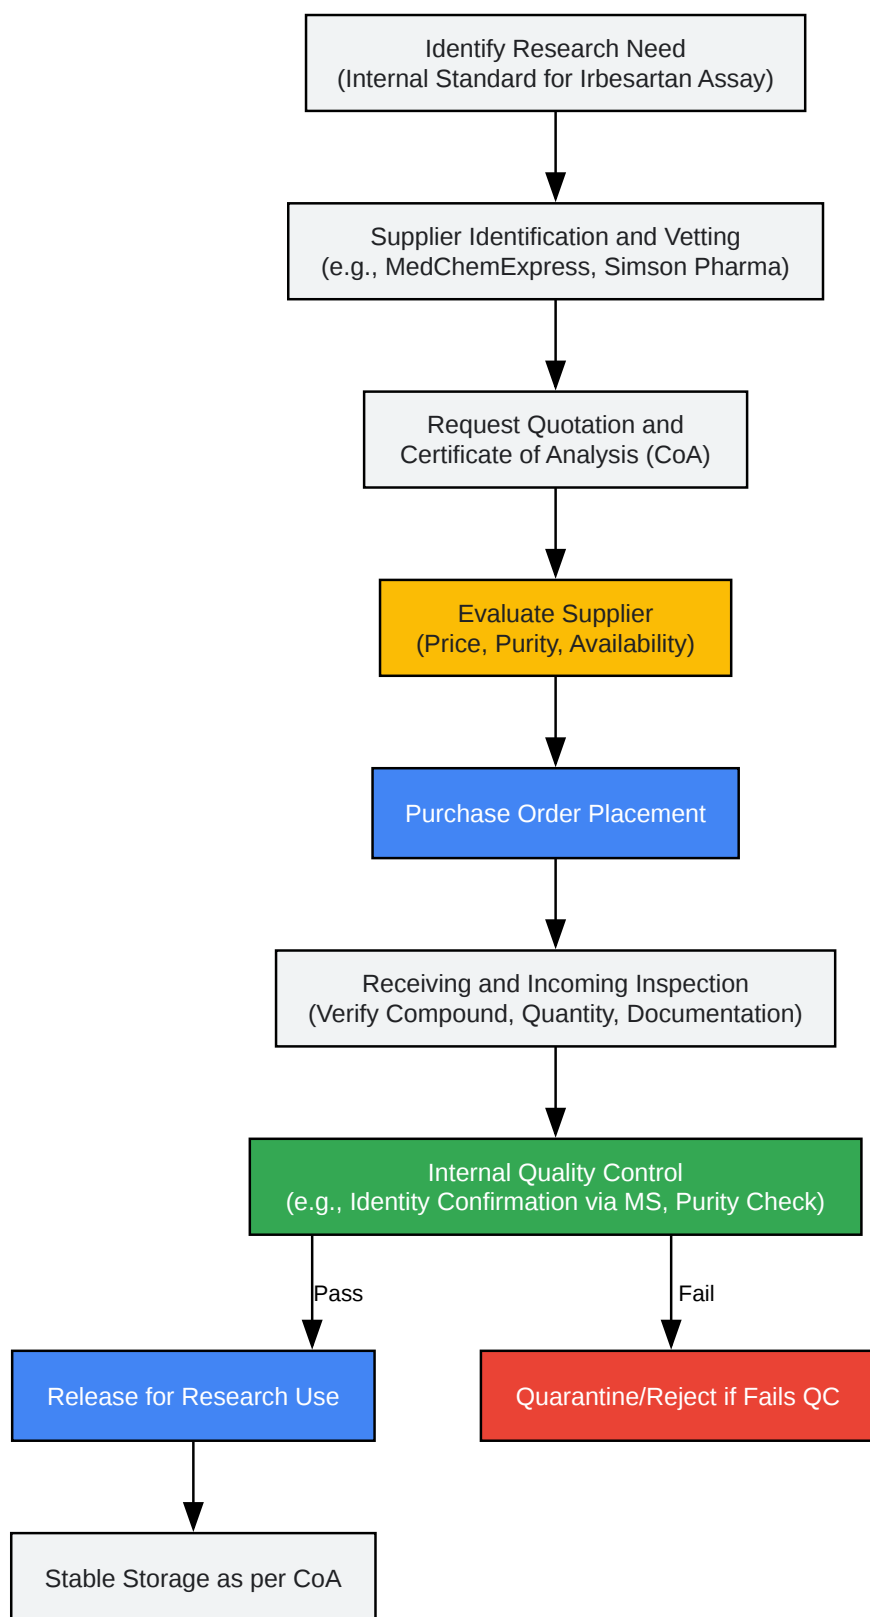 Identify Research Need
(Internal Standard for Irbesartan Assay)
Supplier Identification and Vetting
(e.g., MedChemExpress, Simson Pharma)
Request Quotation and
Certificate of Analysis (CoA)
Evaluate Supplier
(Price, Purity, Availability)
Purchase Order Placement
Receiving and Incoming Inspection
(Verify Compound, Quantity, Documentation)
Internal Quality Control
(e.g., Identity Confirmation via MS, Purity Check)
Pass
Fail
Release for Research Use
Quarantine/Reject if Fails QC
Stable Storage as per CoA